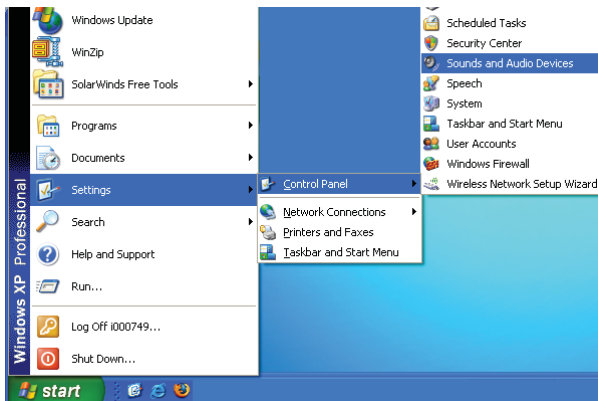 Windows Update
WinZip
SolarWinds Free Tools
Programs
Documents
Settings
Search
Help and Support
Run...
Log Off i000749...
Shut Down...
Windows XP Professional
start
Control Panel
Network Connections
Printers and Faxes
Taskbar and Start Menu
Scheduled Tasks
Security Center
Sounds and Audio Devices
Speech
System
Taskbar and Start Menu
User Accounts
Windows Firewall
Wireless Network Setup Wizard